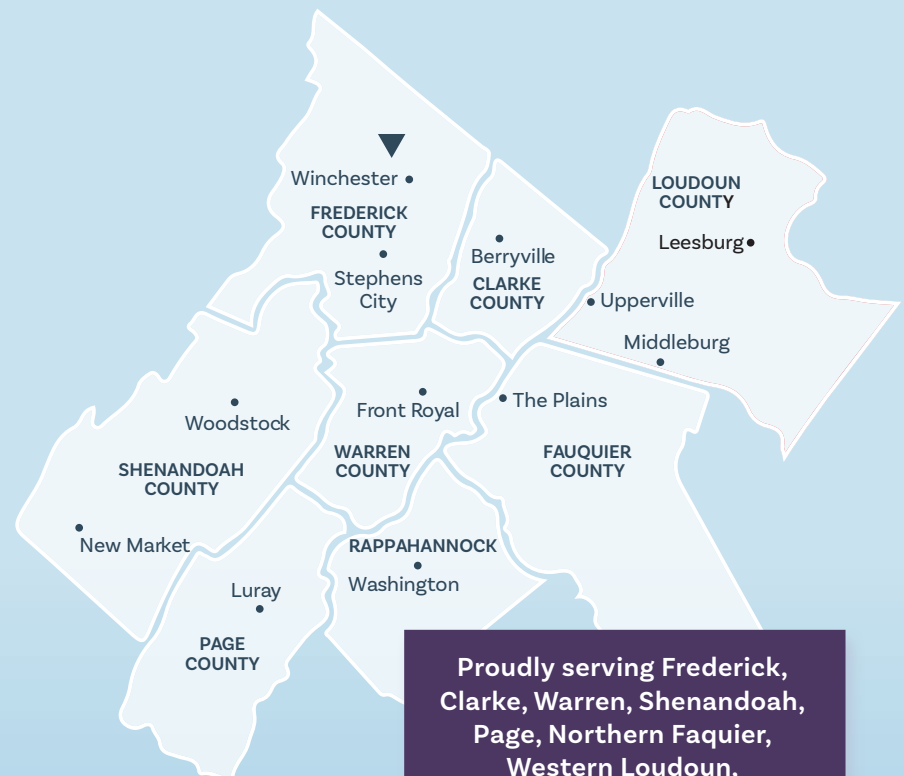 Winchester
FREDERICK
COUNTY
Stephens
City
Berryville
CLARKE
COUNTY
LOUDOUN
COUNTY
Leesburg
Upperville
Middleburg
Woodstock
SHENANDOAH
COUNTY
New Market
Front Royal
WARREN
COUNTY
The Plains
FAUQUIER
COUNTY
RAPPAHANNOCK
Washington
Luray
PAGE
COUNTY
Proudly serving Frederick,
Clarke, Warren, Shenandoah,
Page, Northern Faquier,
Western Loudoun,